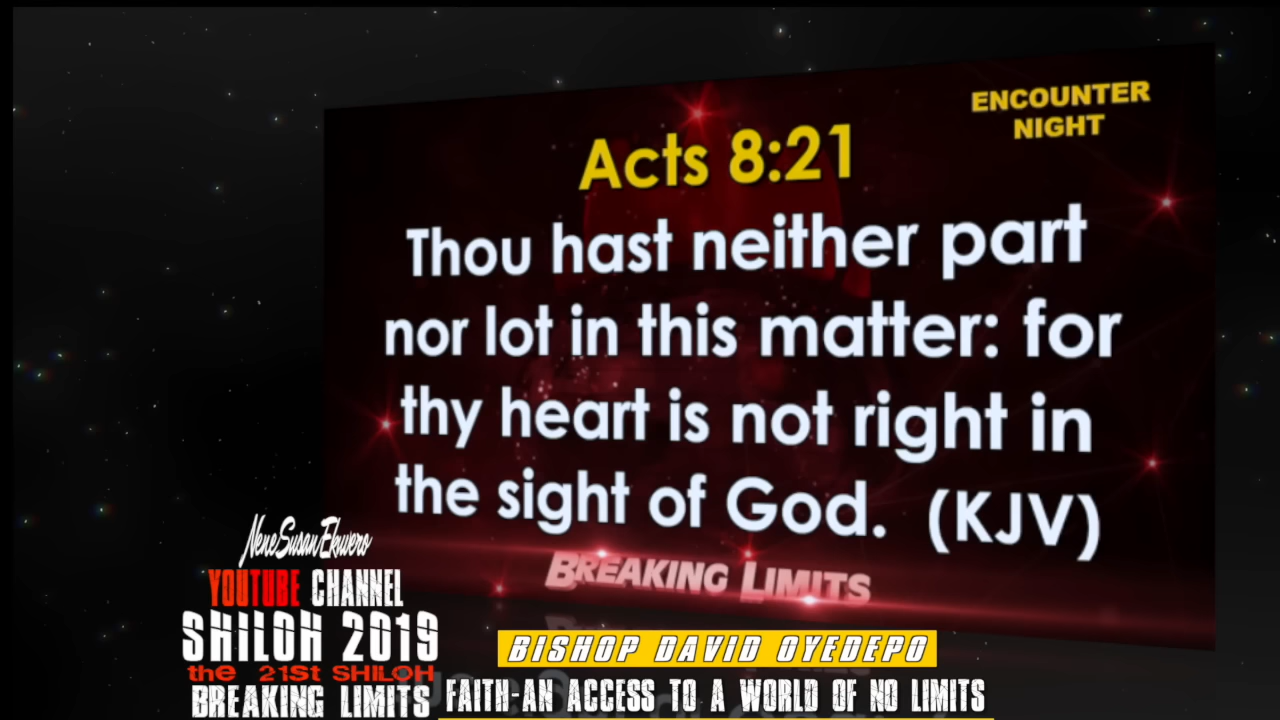 ENCOUNTER
NIGHT
Acts 8:21
Thou hast neither part
nor lot in this matter: for
thy heart is not right in
the sight of God. (KJV)
BREAKING LIMITS
NeneSusanEkwero
YOUTUBE CHANNEL
SHILOH 2019
the 21st SHILOH
BREAKING LIMITS
BISHOP DAVID OYEDEPO
FAITH-AN ACCESS TO A WORLD OF NO LIMITS